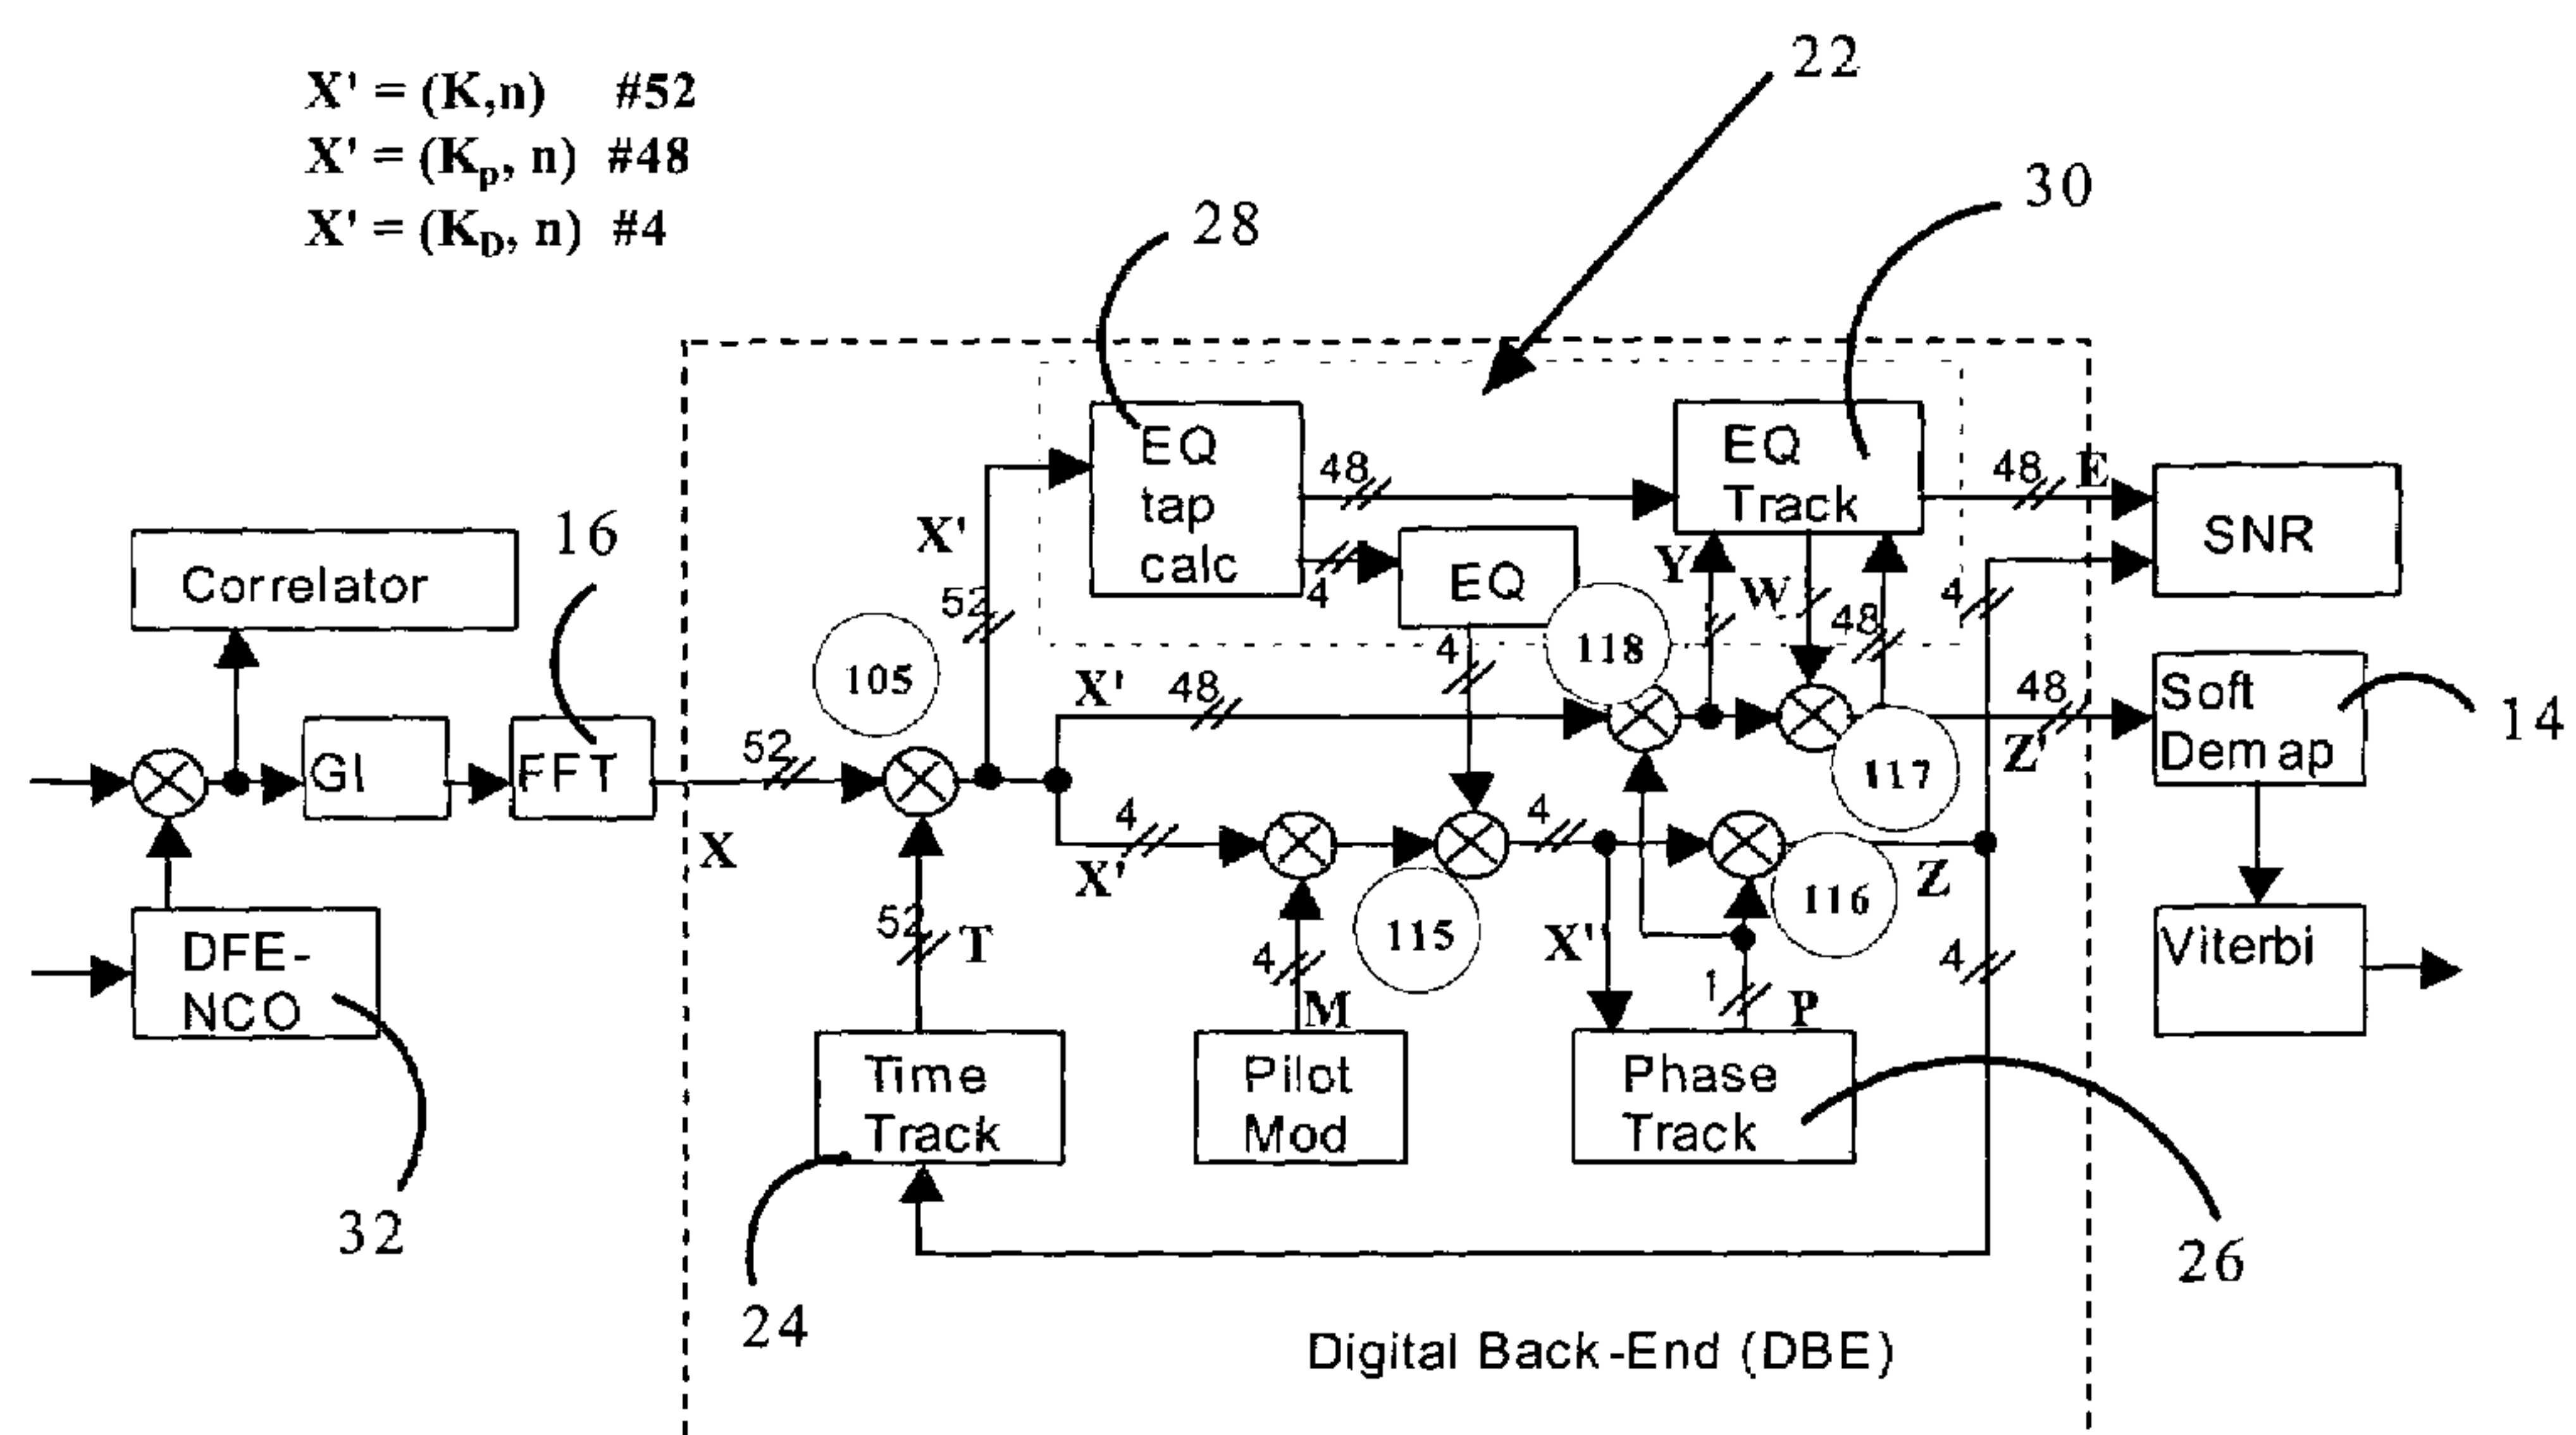 X' = (K,n) #52
X' = (Kp, n) #48
X' = (KD, n) #4
22
28
30
16
Correlator
EQ
tap
calc
48
EQ
Track
48
E
SNR
X'
52
4
EQ
Y
W
48
4
105
118
4
X'
48
48
Soft
Demap
14
Z'
117
GI
FFT
52
X
4
X'
4
115
116
Z
DFE-
NCO
52
T
4
M
X''
1
P
4
Viterbi
Time
Track
Pilot
Mod
Phase
Track
32
24
26
Digital Back-End (DBE)